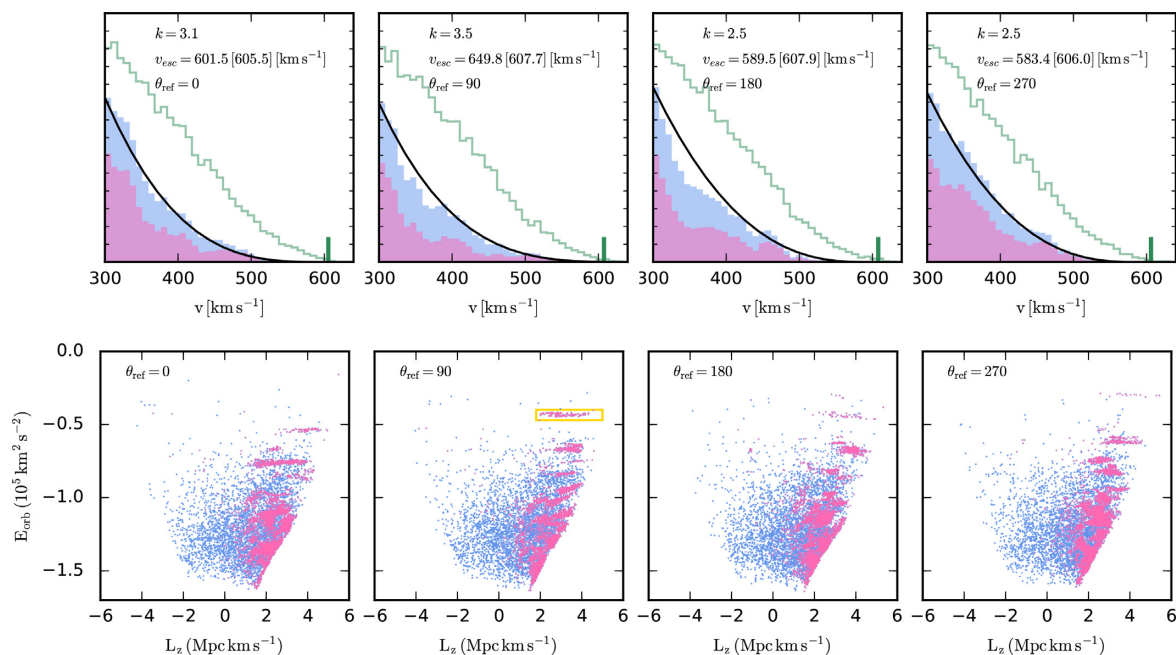 k = 3.1
v_esc = 601.5 [605.5] [km s⁻¹]
θ_ref = 0
k = 3.5
v_esc = 649.8 [607.7] [km s⁻¹]
θ_ref = 90
k = 2.5
v_esc = 589.5 [607.9] [km s⁻¹]
θ_ref = 180
k = 2.5
v_esc = 583.4 [606.0] [km s⁻¹]
θ_ref = 270
300 400 500 600
300 400 500 600
300 400 500 600
300 400 500 600
v [km s⁻¹]
v [km s⁻¹]
v [km s⁻¹]
v [km s⁻¹]
E_orb (10⁵ km² s⁻²)
0.0
−0.5
−1.0
−1.5
θ_ref = 0
θ_ref = 90
θ_ref = 180
θ_ref = 270
−6 −4 −2 0 2 4 6
−6 −4 −2 0 2 4 6
−6 −4 −2 0 2 4 6
−6 −4 −2 0 2 4 6
L_z (Mpc km s⁻¹)
L_z (Mpc km s⁻¹)
L_z (Mpc km s⁻¹)
L_z (Mpc km s⁻¹)